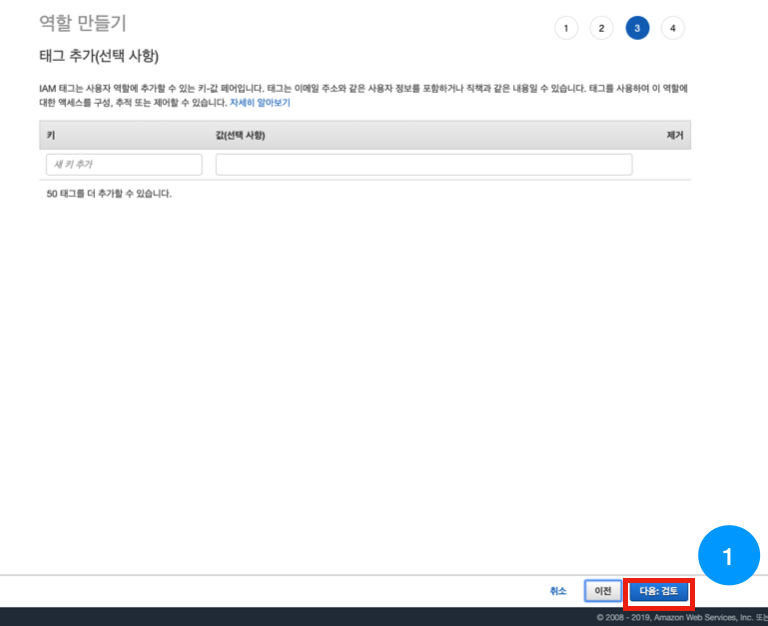 역할 만들기
1 2 3 4
태그 추가(선택 사항)
IAM 태그는 사용자 역할에 추가할 수 있는 키-값 페어입니다. 태그는 이메일 주소와 같은 사용자 정보를 포함하거나 직책과 같은 내용일 수 있습니다. 태그를 사용하여 이 역할에
대한 액세스를 구성, 추적 또는 제어할 수 있습니다. 자세히 알아보기
키 값(선택 사항) 제거
새 키 추가
50 태그를 더 추가할 수 있습니다.
1
취소 이전 다음: 검토
© 2008 - 2019, Amazon Web Services, Inc. 또는